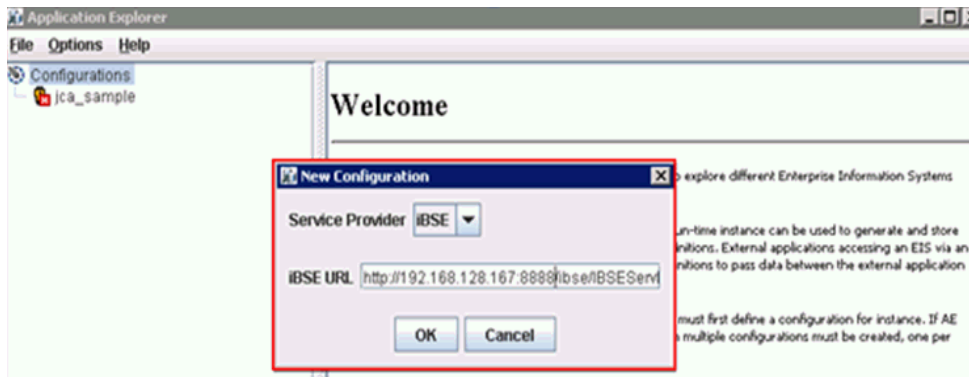 Application Explorer
File Options Help
Configurations
jca_sample
Welcome
New Configuration
Service Provider iBSE
iBSE URL http://192.168.128.167:8888/ibse/IBSEServl
OK Cancel
explore different Enterprise Information Systems
un-time instance can be used to generate and store
initions. External applications accessing an EIS via an
nitions to pass data between the external application
must first define a configuration for instance. If AE
multiple configurations must be created, one per